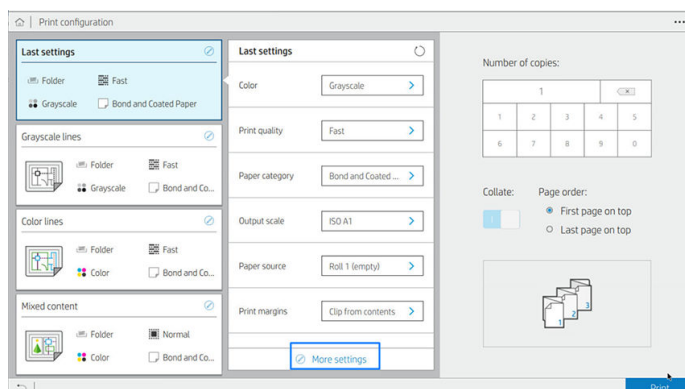 Print configuration
Last settings
Folder
Fast
Grayscale
Bond and Coated Paper
Grayscale lines
Folder
Fast
Grayscale
Bond and Co...
Color lines
Folder
Fast
Color
Bond and Co...
Mixed content
Folder
Normal
Color
Bond and Co...
Last settings
Color
Grayscale
Print quality
Fast
Paper category
Bond and Coated ...
Output scale
ISO A1
Paper source
Roll 1 (empty)
Print margins
Clip from contents
More settings
Number of copies:
1
1 2 3 4 5
6 7 8 9 0
Collate:
Page order:
First page on top
Last page on top
1 2 3
Print